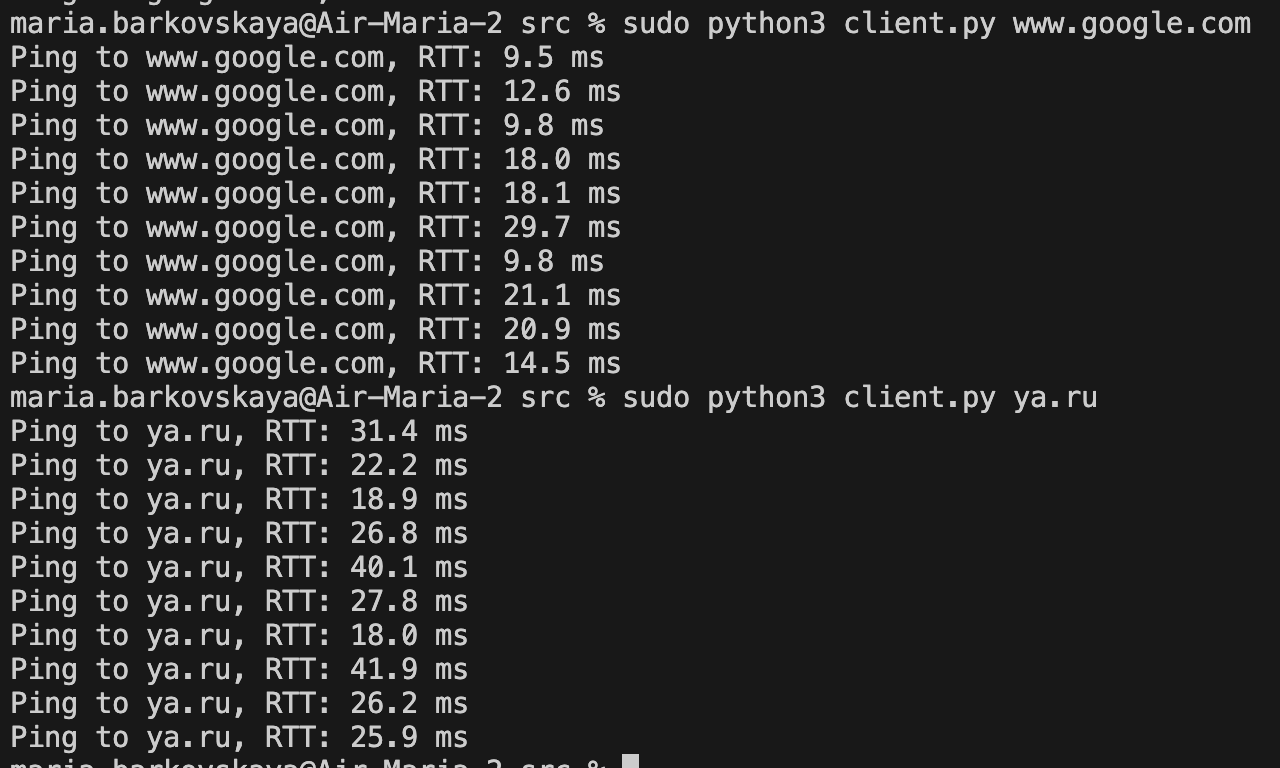 maria.barkovskaya@Air-Maria-2 src % sudo python3 client.py www.google.com
Ping to www.google.com, RTT: 9.5 ms
Ping to www.google.com, RTT: 12.6 ms
Ping to www.google.com, RTT: 9.8 ms
Ping to www.google.com, RTT: 18.0 ms
Ping to www.google.com, RTT: 18.1 ms
Ping to www.google.com, RTT: 29.7 ms
Ping to www.google.com, RTT: 9.8 ms
Ping to www.google.com, RTT: 21.1 ms
Ping to www.google.com, RTT: 20.9 ms
Ping to www.google.com, RTT: 14.5 ms
maria.barkovskaya@Air-Maria-2 src % sudo python3 client.py ya.ru
Ping to ya.ru, RTT: 31.4 ms
Ping to ya.ru, RTT: 22.2 ms
Ping to ya.ru, RTT: 18.9 ms
Ping to ya.ru, RTT: 26.8 ms
Ping to ya.ru, RTT: 40.1 ms
Ping to ya.ru, RTT: 27.8 ms
Ping to ya.ru, RTT: 18.0 ms
Ping to ya.ru, RTT: 41.9 ms
Ping to ya.ru, RTT: 26.2 ms
Ping to ya.ru, RTT: 25.9 ms
maria.barkovskaya@Air-Maria-2 src %